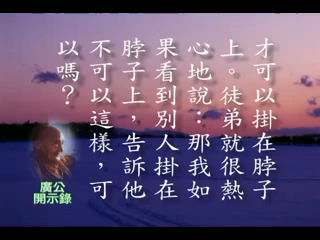 才可以掛在脖子
上。徒弟就很熱
心地說：那我如
果看到別人掛在
脖子上，告訴他
不可以這樣，可
以嗎？
廣公
開示錄